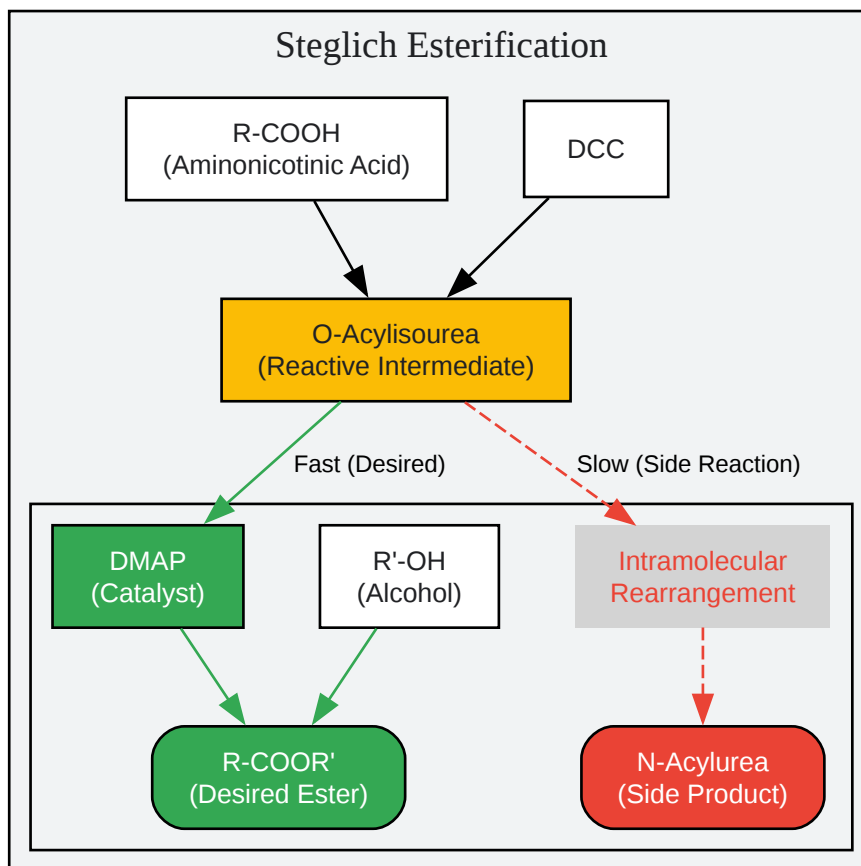 Steglich Esterification
R-COOH
(Aminonicotinic Acid)
DCC
O-Acylisourea
(Reactive Intermediate)
Fast (Desired)
Slow (Side Reaction)
DMAP
(Catalyst)
R'-OH
(Alcohol)
Intramolecular
Rearrangement
R-COOR'
(Desired Ester)
N-Acylurea
(Side Product)